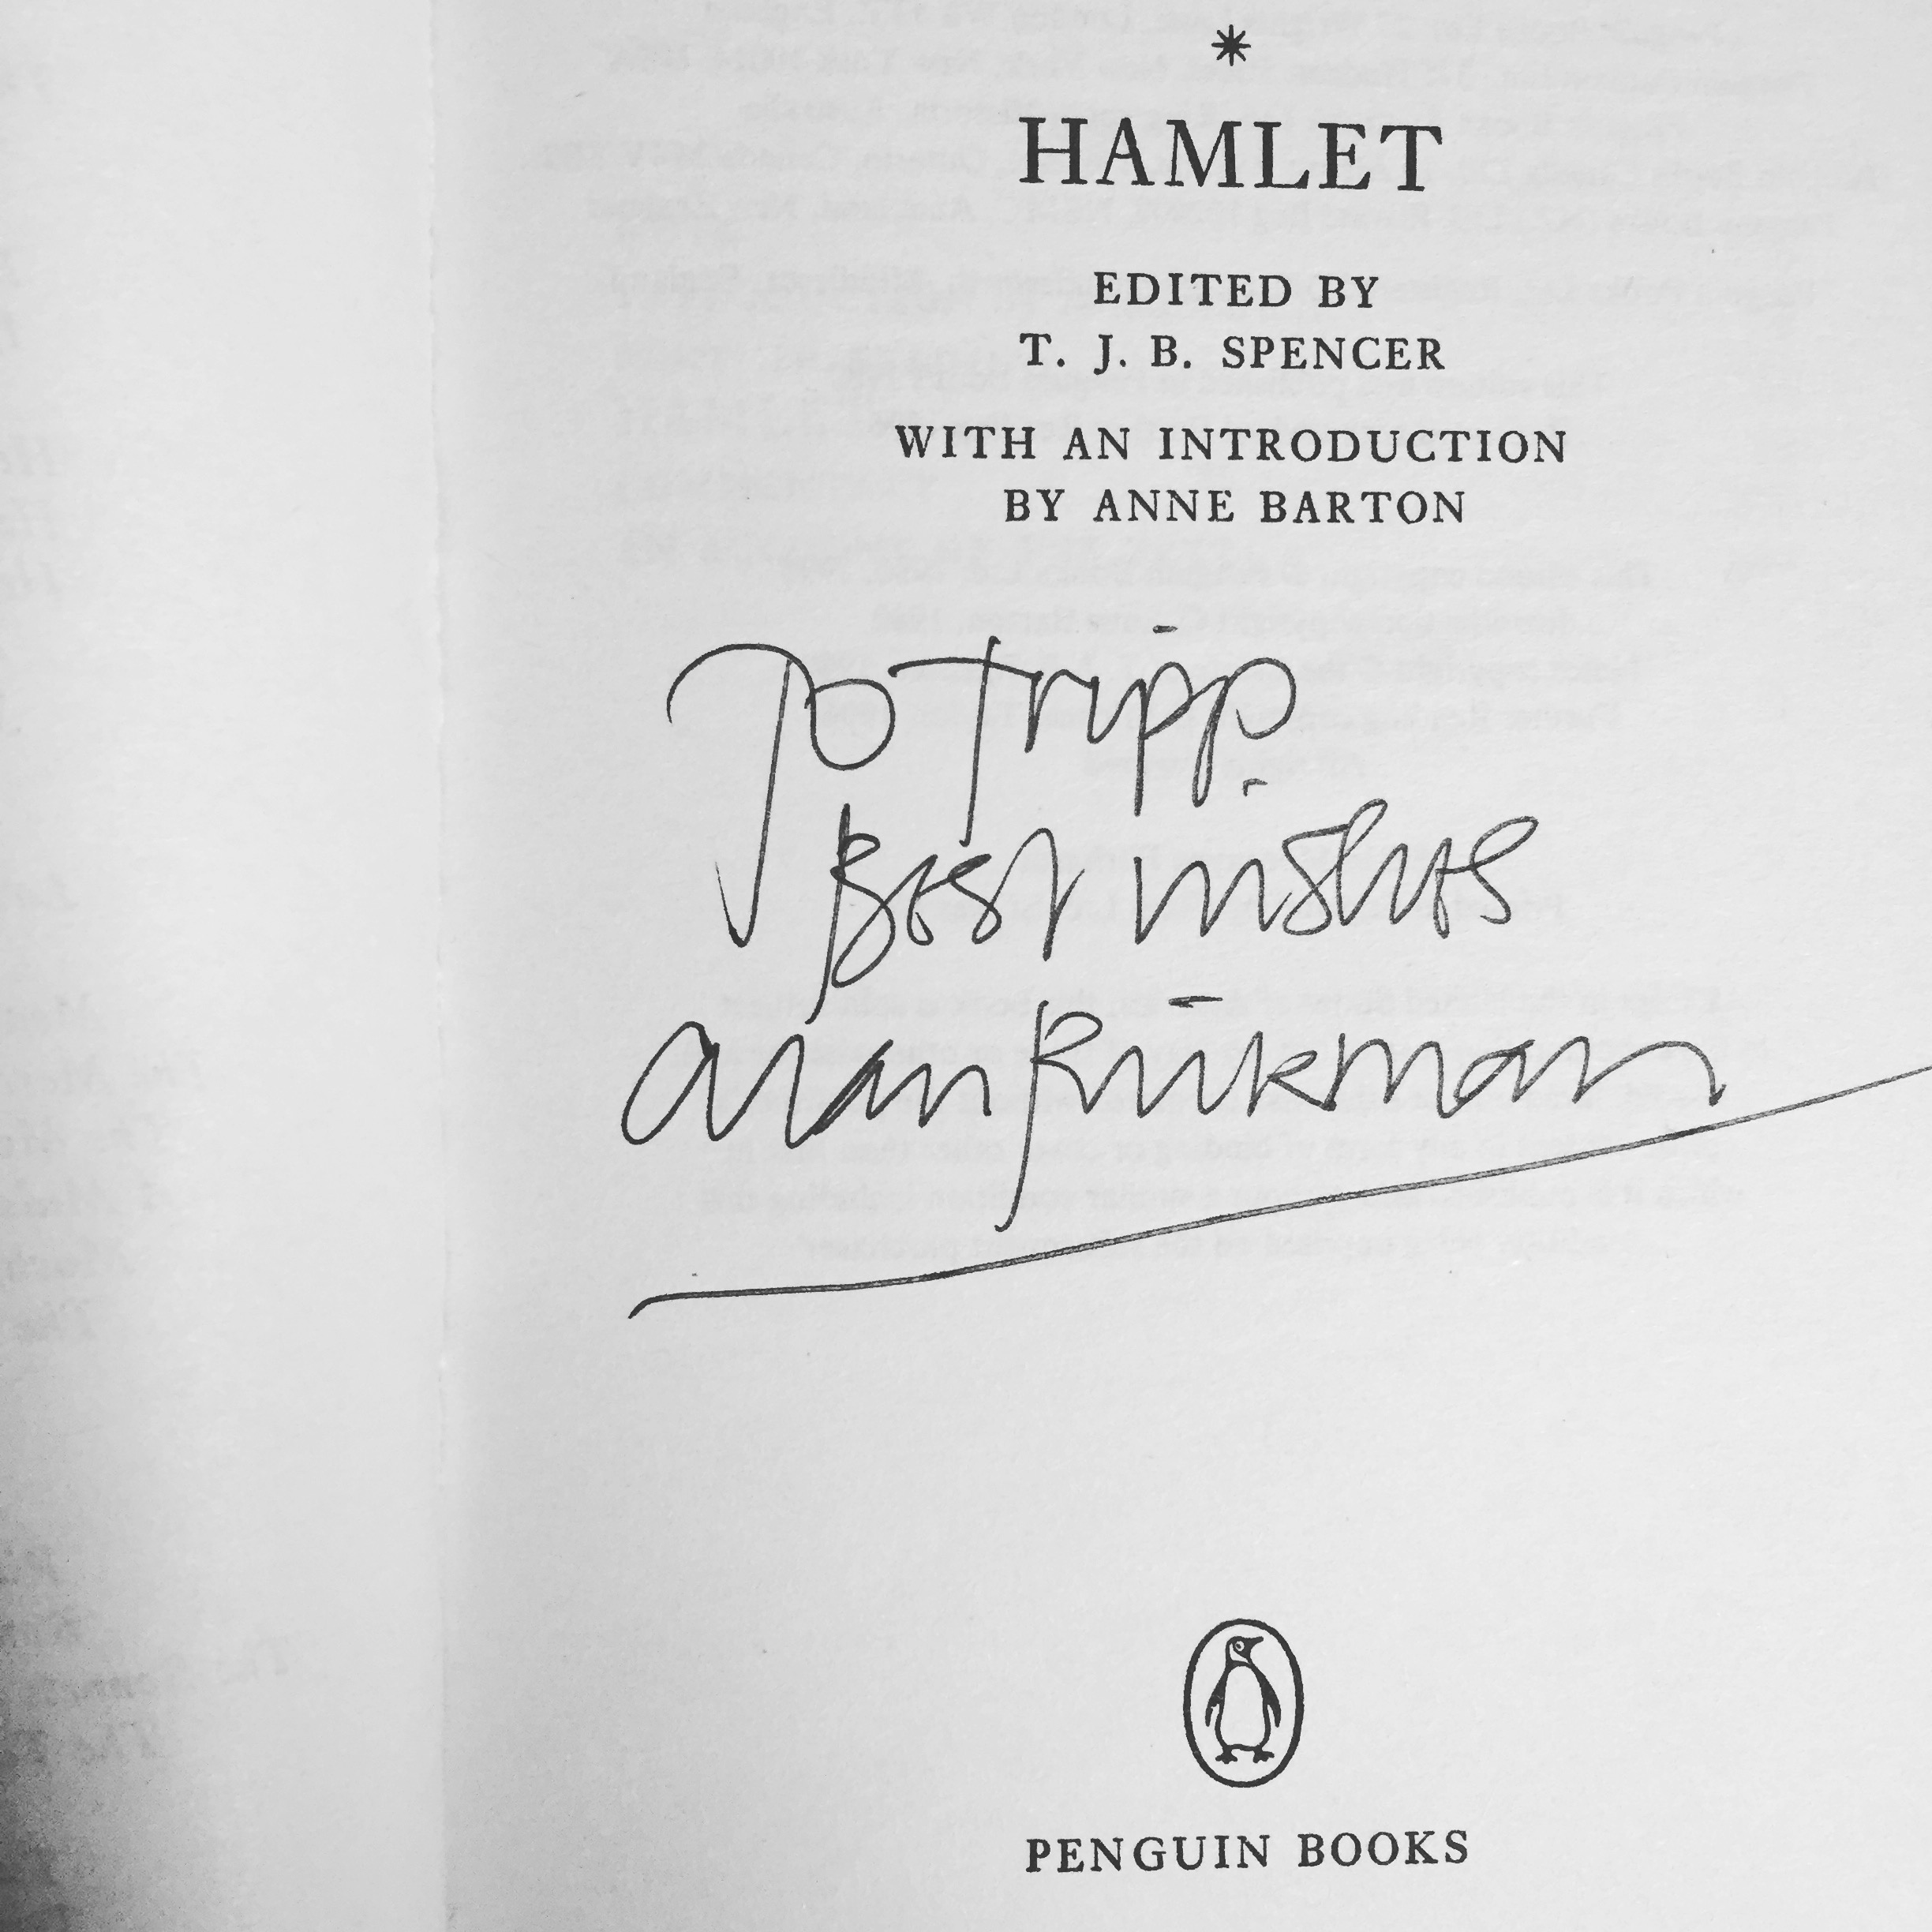 *
HAMLET
EDITED BY
T. J. B. SPENCER
WITH AN INTRODUCTION
BY ANNE BARTON
To Tripp
Best wishes
Alan Rickman
PENGUIN BOOKS